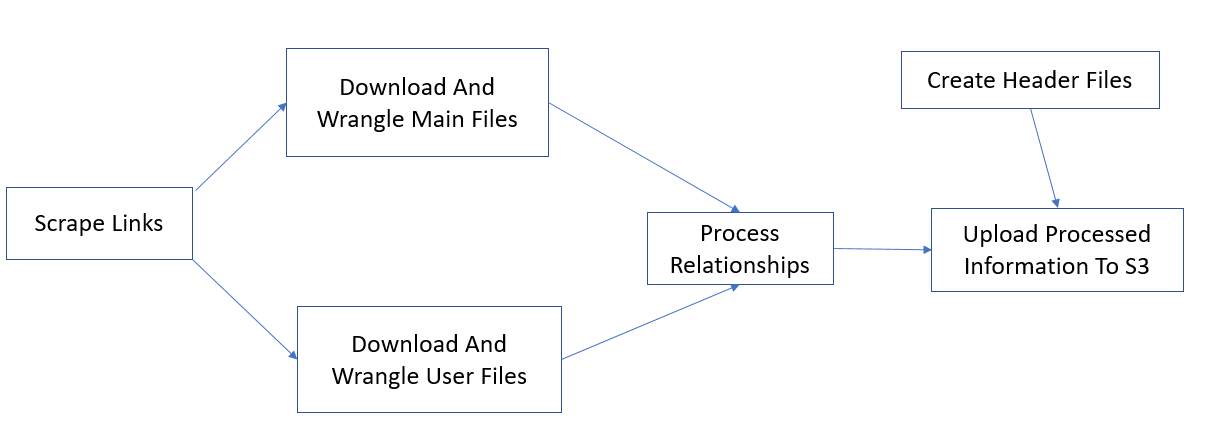 Download And
Wrangle Main Files
Create Header Files
Scrape Links
Process
Relationships
Upload Processed
Information To S3
Download And
Wrangle User Files